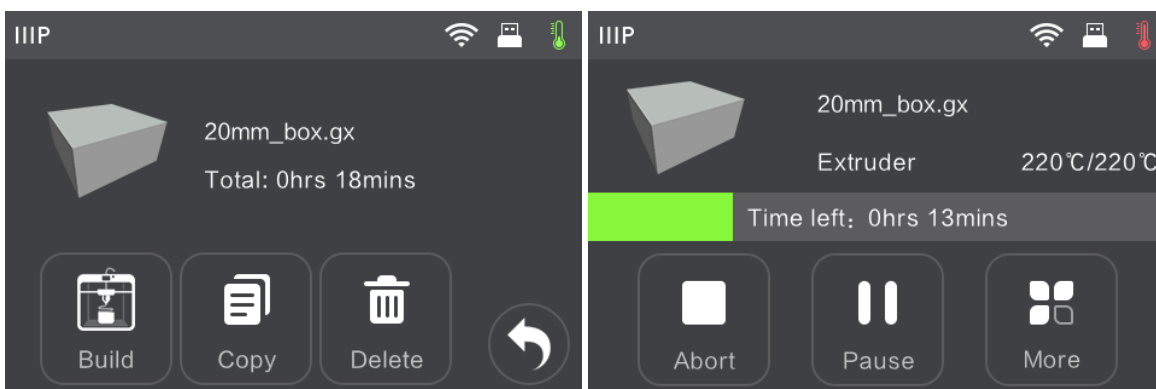 IIIP
20mm_box.gx
Total: 0hrs 18mins
Build Copy Delete
IIIP
20mm_box.gx
Extruder 220℃/220℃
Time left: 0hrs 13mins
Abort Pause More